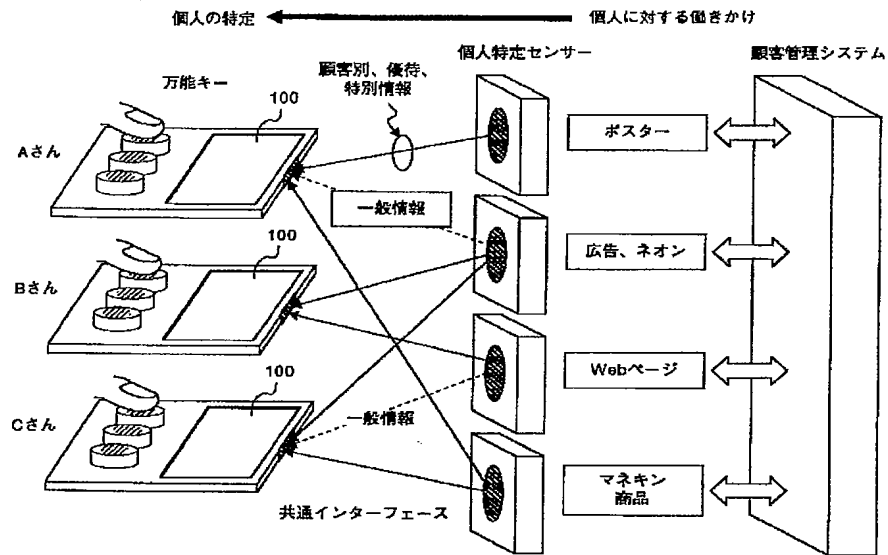 個人の特定
個人に対する働きかけ
万能キー
顧客別、優待、
特別情報
個人特定センサー
顧客管理システム
100
Aさん
ポスター
一般情報
100
広告、ネオン
Bさん
100
Webページ
Cさん
一般情報
マネキン
商品
共通インターフェース